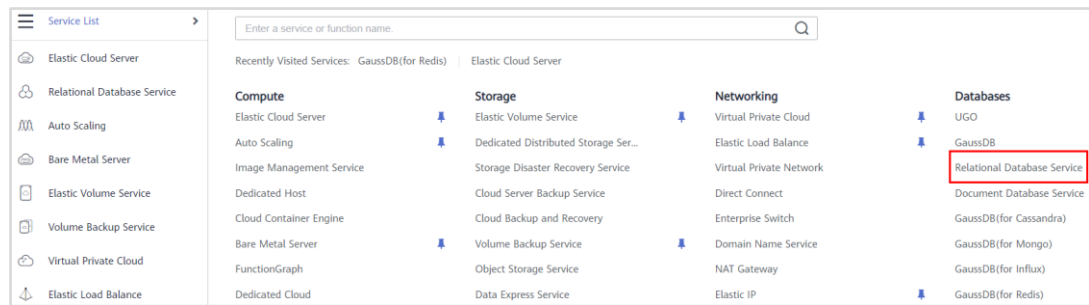 Service List
Elastic Cloud Server
Relational Database Service
Auto Scaling
Bare Metal Server
Elastic Volume Service
Volume Backup Service
Virtual Private Cloud
Elastic Load Balance
Enter a service or function name.
Recently Visited Services: GaussDB(for Redis) Elastic Cloud Server
Compute
Elastic Cloud Server
Auto Scaling
Image Management Service
Dedicated Host
Cloud Container Engine
Bare Metal Server
FunctionGraph
Dedicated Cloud
Storage
Elastic Volume Service
Dedicated Distributed Storage Ser...
Storage Disaster Recovery Service
Cloud Server Backup Service
Cloud Backup and Recovery
Volume Backup Service
Object Storage Service
Data Express Service
Networking
Virtual Private Cloud
Elastic Load Balance
Virtual Private Network
Direct Connect
Enterprise Switch
Domain Name Service
NAT Gateway
Elastic IP
Databases
UGO
GaussDB
Relational Database Service
Document Database Service
GaussDB(for Cassandra)
GaussDB(for Mongo)
GaussDB(for Influx)
GaussDB(for Redis)